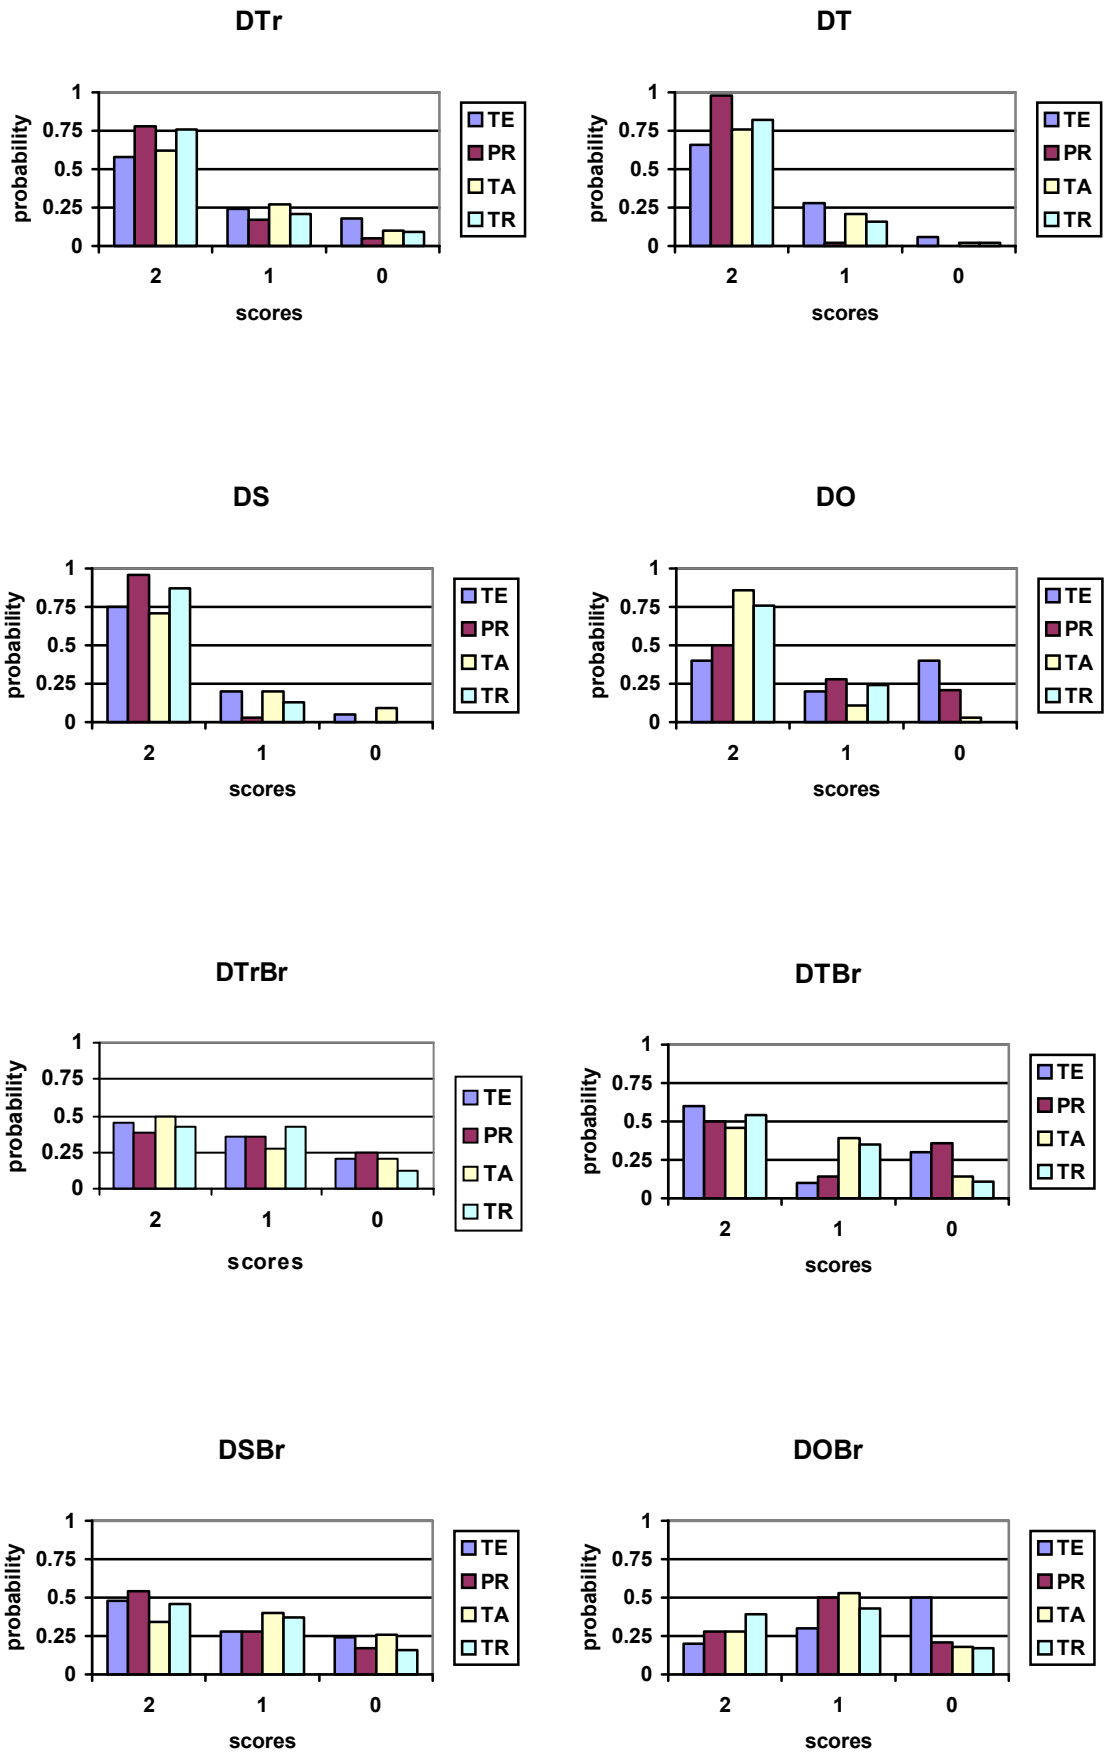 DTr
1
0.75
0.5
0.25
0
probability
2 1 0
scores
TE
PR
TA
TR
DT
1
0.75
0.5
0.25
0
probability
2 1 0
scores
TE
PR
TA
TR
DS
1
0.75
0.5
0.25
0
probability
2 1 0
scores
TE
PR
TA
TR
DO
1
0.75
0.5
0.25
0
probability
2 1 0
scores
TE
PR
TA
TR
DTrBr
1
0.75
0.5
0.25
0
probability
2 1 0
scores
TE
PR
TA
TR
DTBr
1
0.75
0.5
0.25
0
probability
2 1 0
scores
TE
PR
TA
TR
DSBr
1
0.75
0.5
0.25
0
probability
2 1 0
scores
TE
PR
TA
TR
DOBr
1
0.75
0.5
0.25
0
probability
2 1 0
scores
TE
PR
TA
TR